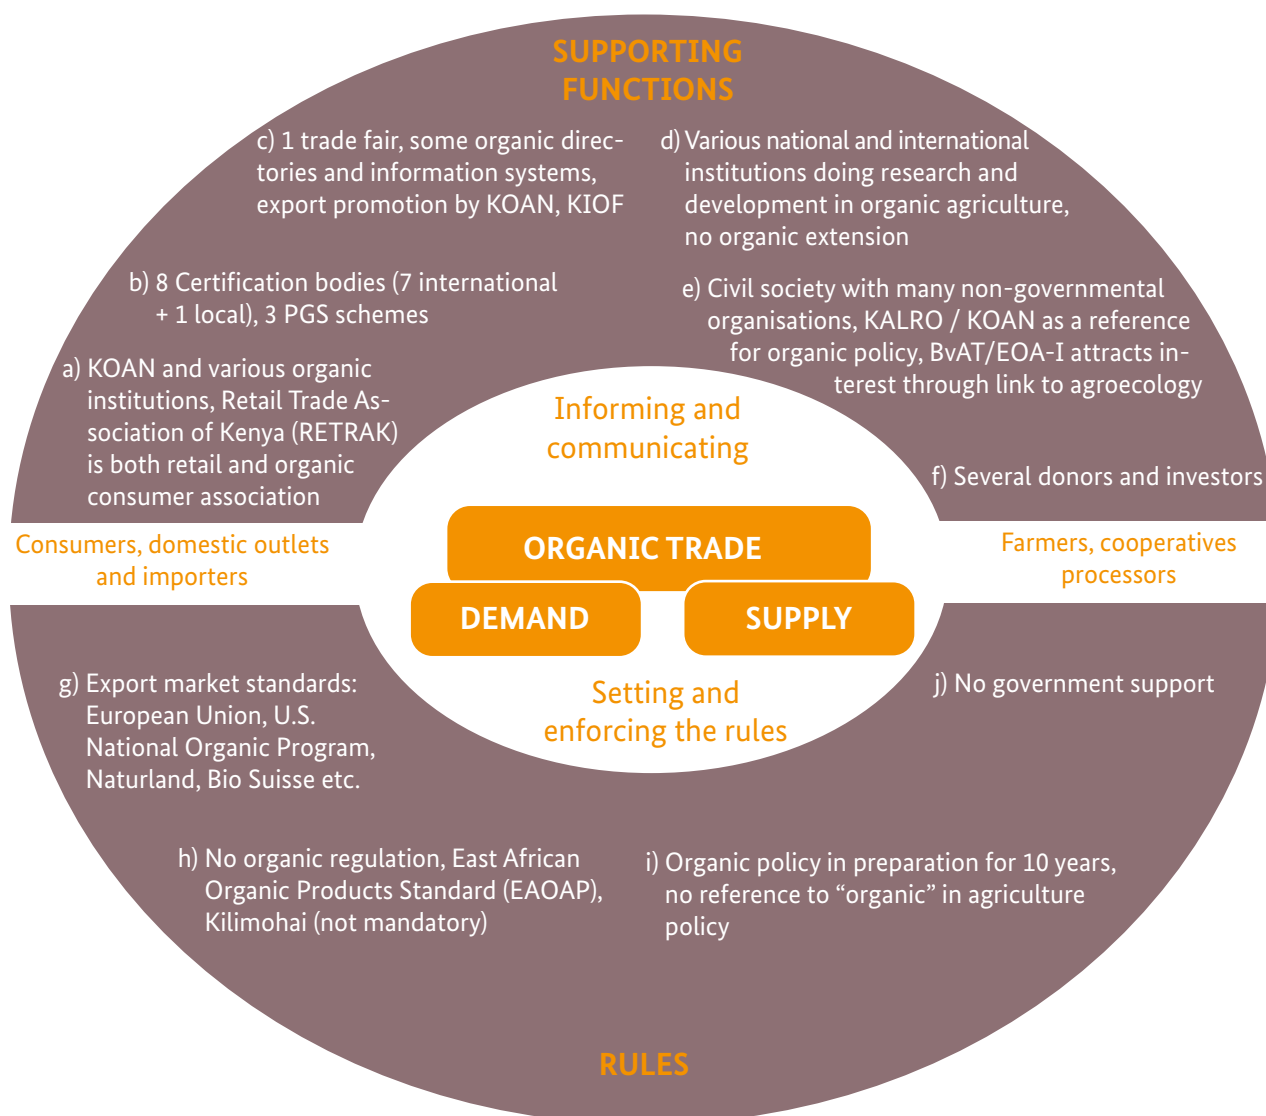 SUPPORTING
FUNCTIONS
c) 1 trade fair, some organic direc-
tories and information systems,
export promotion by KOAN, KIOF
d) Various national and international
institutions doing research and
development in organic agriculture,
no organic extension
b) 8 Certification bodies (7 international
+ 1 local), 3 PGS schemes
e) Civil society with many non-governmental
organisations, KALRO / KOAN as a reference
for organic policy, BvAT/EOA-I attracts in-
terest through link to agroecology
a) KOAN and various organic
institutions, Retail Trade As-
sociation of Kenya (RETRAK)
is both retail and organic
consumer association
f) Several donors and investors
Informing and
communicating
Consumers, domestic outlets
and importers
ORGANIC TRADE
DEMAND
SUPPLY
Farmers, cooperatives
processors
Setting and
enforcing the rules
g) Export market standards:
European Union, U.S.
National Organic Program,
Naturland, Bio Suisse etc.
j) No government support
h) No organic regulation, East African
Organic Products Standard (EAOAP),
Kilimohai (not mandatory)
i) Organic policy in preparation for 10 years,
no reference to “organic” in agriculture
policy
RULES